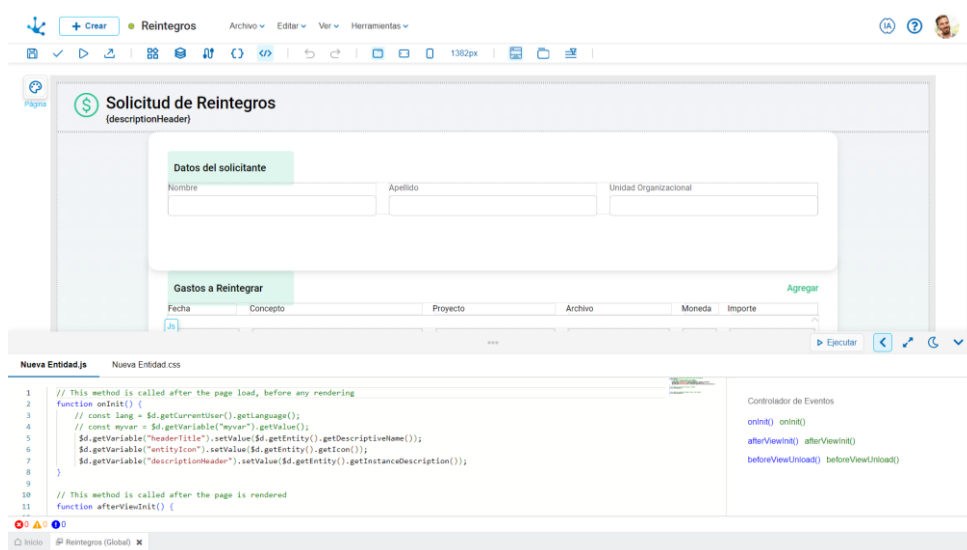 + Crear
Reintegros
Archivo Editar Ver Herramientas
IA ?
</>
1382px
Página
$ Solicitud de Reintegros
{descriptionHeader}
Datos del solicitante
Nombre Apellido Unidad Organizacional
Gastos a Reintegrar Agregar
Fecha Concepto Proyecto Archivo Moneda Importe
Js
Ejecutar
Nueva Entidad.js Nueva Entidad.css
1 // This method is called after the page load, before any rendering
2 function onInit() {
3 // const lang = $d.getCurrentUser().getLanguage();
4 // const myvar = $d.getVariable("myvar").getValue();
5 $d.getVariable("headerTitle").setValue($d.getEntity().getDescriptiveName());
6 $d.getVariable("entityIcon").setValue($d.getEntity().getIcon());
7 $d.getVariable("descriptionHeader").setValue($d.getEntity().getInstanceDescription());
8 }
9
10 // This method is called after the page is rendered
11 function afterViewInit() {
Controlador de Eventos
onInit() onInit()
afterViewInit() afterViewInit()
beforeViewUnload() beforeViewUnload()
0 0 0
Inicio Reintegros (Global)